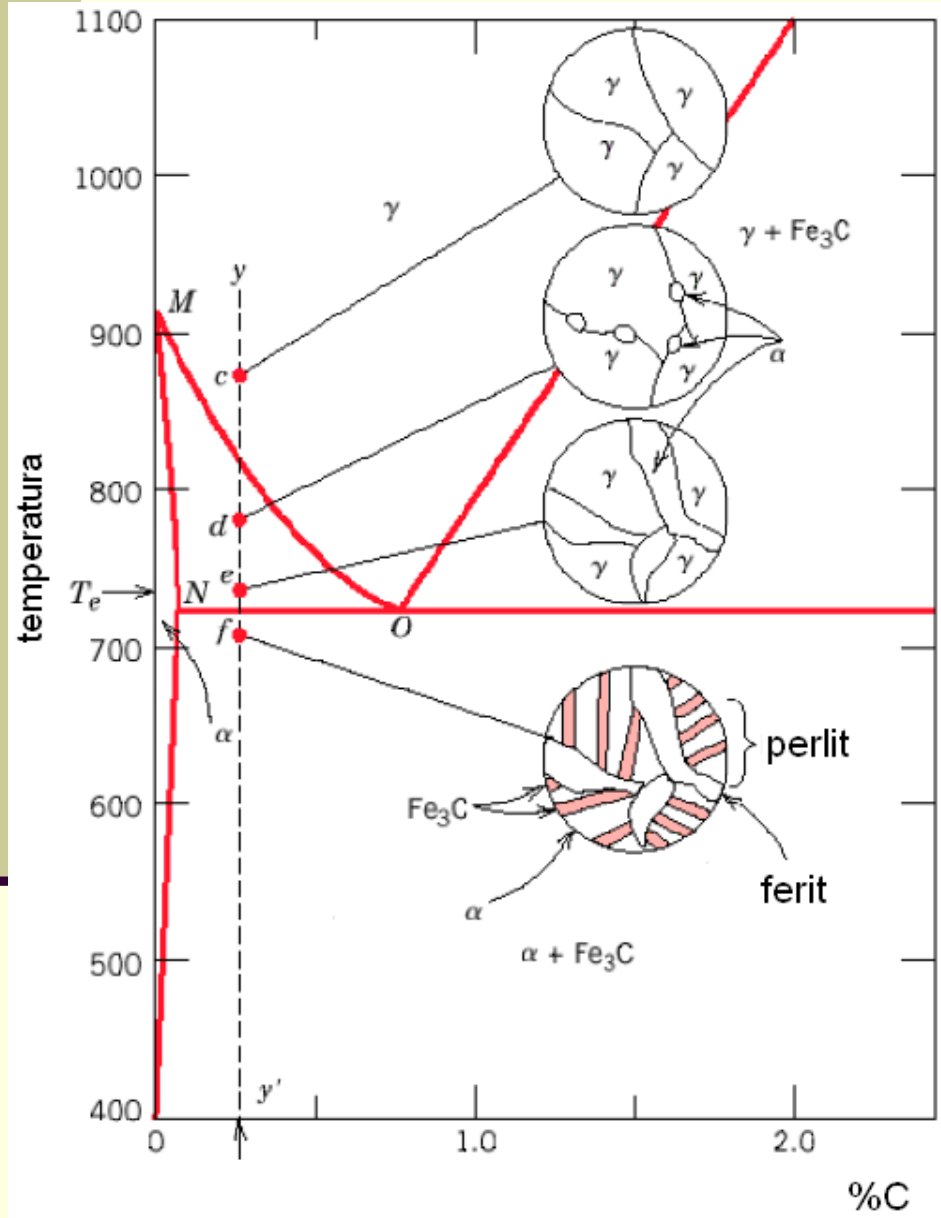 1100
γ
γ
γ
γ
1000
γ
γ + Fe₃C
y
γ
γ
M
900
c
γ
γ
α
temperatura
800
γ
γ
d
e
γ
γ
Tₑ
N
O
700
f
α
perlit
600
Fe₃C
ferit
α
α + Fe₃C
500
y'
400
0
1.0
2.0
%C